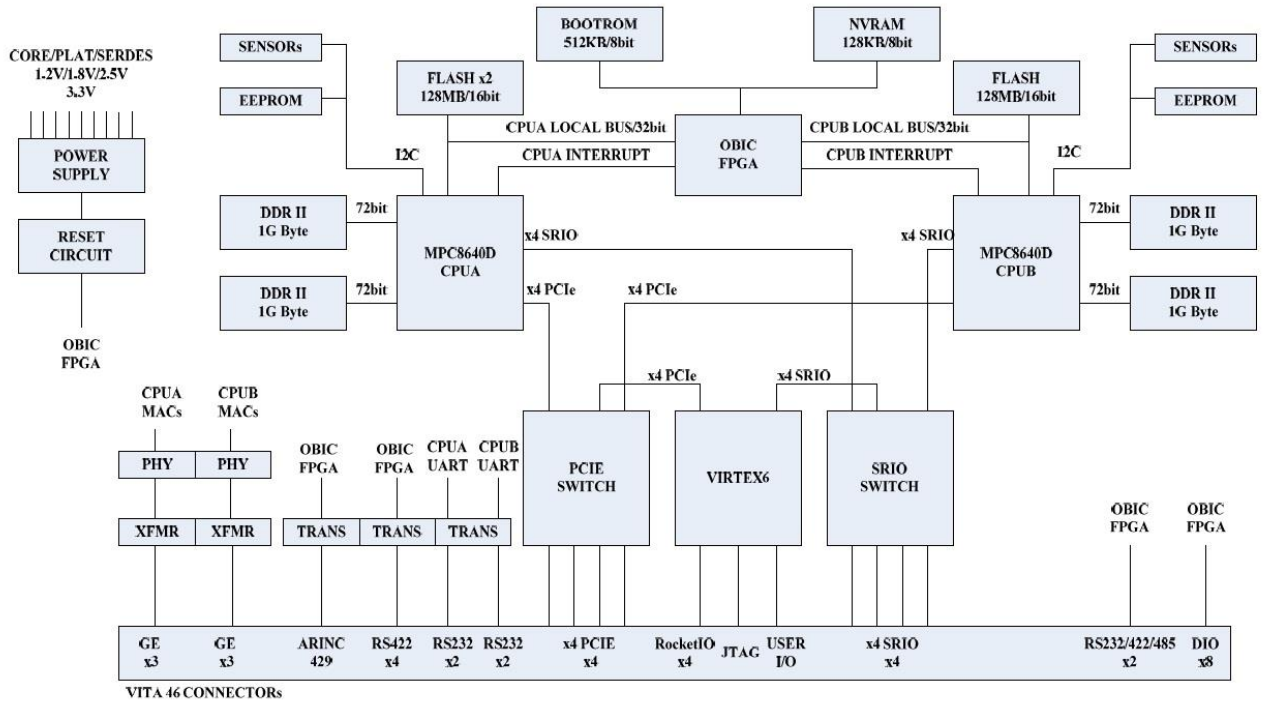 CORE/PLAT/SERDES
1.2V/1.8V/2.5V
3.3V
POWER
SUPPLY
RESET
CIRCUIT
OBIC
FPGA
SENSORs
EEPROM
I2C
FLASH x2
128MB/16bit
BOOTROM
512KB/8bit
NVRAM
128KB/8bit
FLASH
128MB/16bit
SENSORs
EEPROM
I2C
CPUA LOCAL BUS/32bit
CPUA INTERRUPT
OBIC
FPGA
CPUB LOCAL BUS/32bit
CPUB INTERRUPT
DDR II
1G Byte
72bit
DDR II
1G Byte
72bit
MPC8640D
CPUA
x4 SRIO
x4 PCIe
x4 PCIe
x4 SRIO
MPC8640D
CPUB
72bit
DDR II
1G Byte
72bit
DDR II
1G Byte
x4 PCIe
x4 SRIO
CPUA
MACs
CPUB
MACs
PHY
PHY
XFMR
XFMR
OBIC
FPGA
OBIC
FPGA
CPUA
UART
CPUB
UART
TRANS
TRANS
TRANS
PCIE
SWITCH
VIRTEX6
SRIO
SWITCH
OBIC
FPGA
OBIC
FPGA
GE
x3
GE
x3
ARINC
429
RS422
x4
RS232
x2
RS232
x2
x4 PCIE
x4
RocketIO
x4
JTAG
USER
I/O
x4 SRIO
x4
RS232/422/485
x2
DIO
x8
VITA 46 CONNECTORs